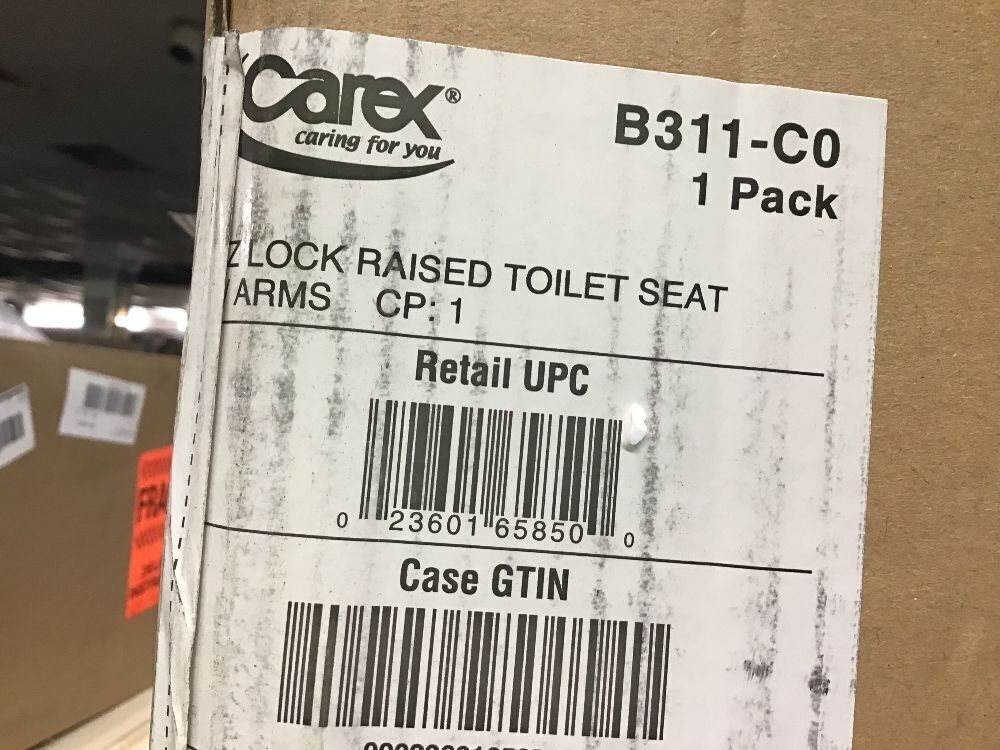 Carex®
caring for you
B311-C0
1 Pack
Z LOCK RAISED TOILET SEAT
/ARMS CP: 1
Retail UPC
0 23601 65850 0
Case GTIN
FRA